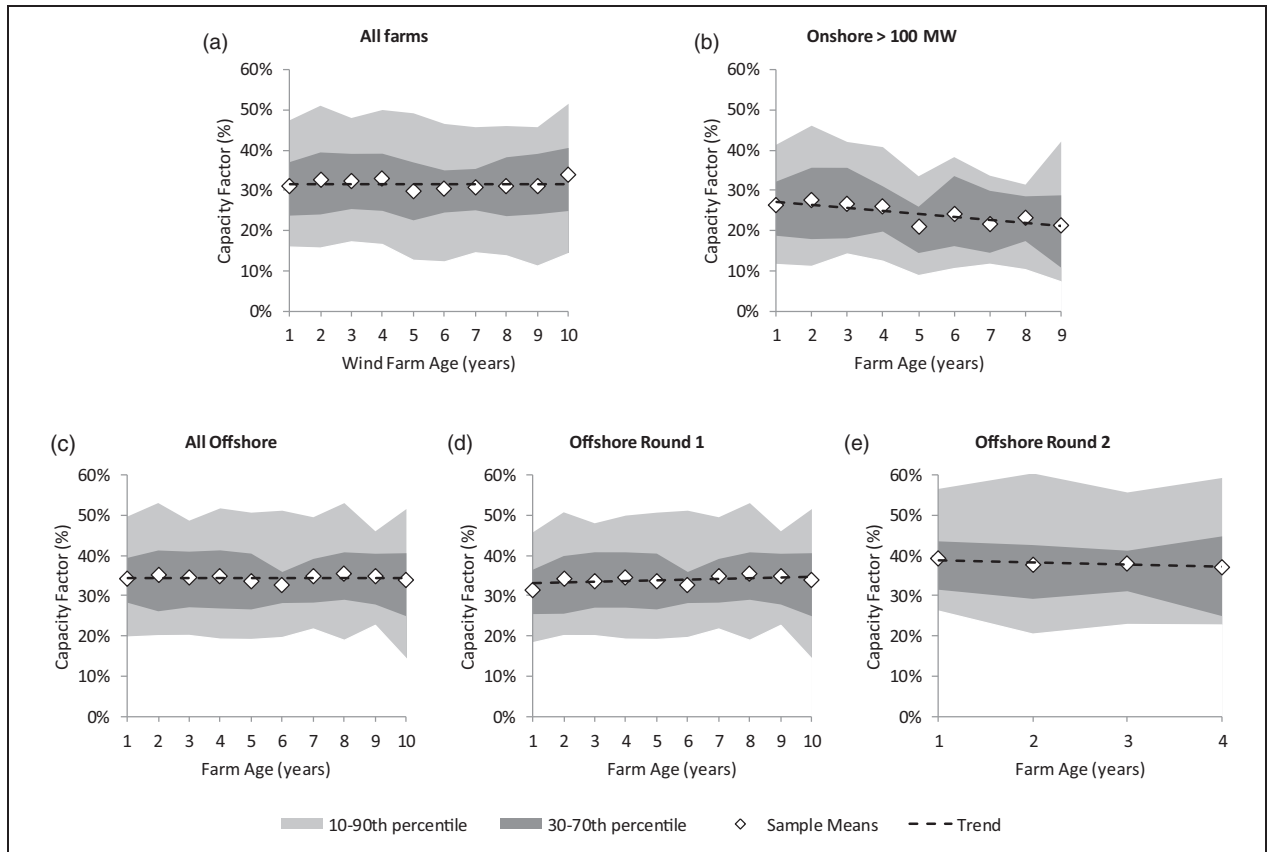 (a) All farms
Capacity Factor (%)
60%
50%
40%
30%
20%
10%
0%
1 2 3 4 5 6 7 8 9 10
Wind Farm Age (years)
(b) Onshore > 100 MW
Capacity Factor (%)
60%
50%
40%
30%
20%
10%
0%
1 2 3 4 5 6 7 8 9
Farm Age (years)
(c) All Offshore
Capacity Factor (%)
60%
50%
40%
30%
20%
10%
0%
1 2 3 4 5 6 7 8 9 10
Farm Age (years)
(d) Offshore Round 1
Capacity Factor (%)
60%
50%
40%
30%
20%
10%
0%
1 2 3 4 5 6 7 8 9 10
Farm Age (years)
(e) Offshore Round 2
Capacity Factor (%)
60%
50%
40%
30%
20%
10%
0%
1 2 3 4
Farm Age (years)
10-90th percentile 30-70th percentile Sample Means Trend